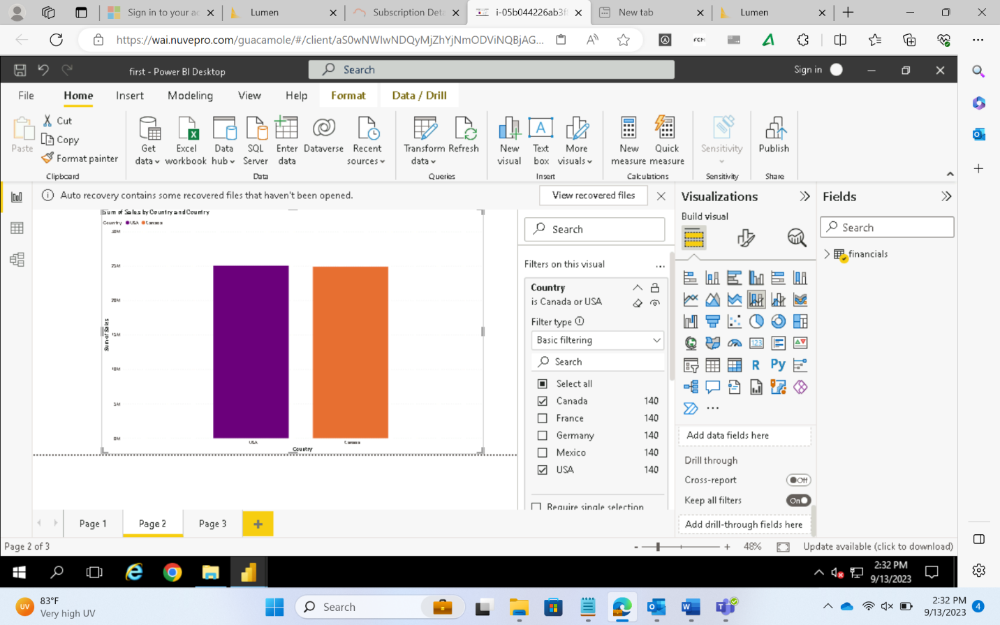 Sign in to your ac
Lumen
Subscription Deta
i-05b044226ab3f
New tab
Lumen
https://wai.nuvepro.com/guacamole/#/client/aS0wNWIwNDQyMjZhYjNmODViNQBjAG...
first - Power BI Desktop
Search
Sign in
File
Home
Insert
Modeling
View
Help
Format
Data / Drill
Paste
Cut
Copy
Format painter
Clipboard
Get data
Excel workbook
Data hub
SQL Server
Enter data
Dataverse
Recent sources
Data
Transform data
Refresh
Queries
New visual
Text box
More visuals
Insert
New measure
Quick measure
Calculations
Sensitivity
Sensitivity
Publish
Share
Auto recovery contains some recovered files that haven't been opened.
View recovered files
Sum of Sales by Country and Country
Country USA Canada
30M
25M
20M
15M
10M
5M
0M
Sum of Sales
USA
Canada
Country
Search
Filters on this visual
...
Country
is Canada or USA
Filter type
Basic filtering
Search
Select all
Canada 140
France 140
Germany 140
Mexico 140
USA 140
Require single selection
Visualizations
Build visual
123
R
Py
...
Add data fields here
Drill through
Cross-report
Off
Keep all filters
On
Add drill-through fields here
Fields
Search
financials
Page 1
Page 2
Page 3
+
Page 2 of 3
- + 48%
Update available (click to download)
2:32 PM
9/13/2023
UV
83°F
Very high UV
Search
2:32 PM
9/13/2023
4